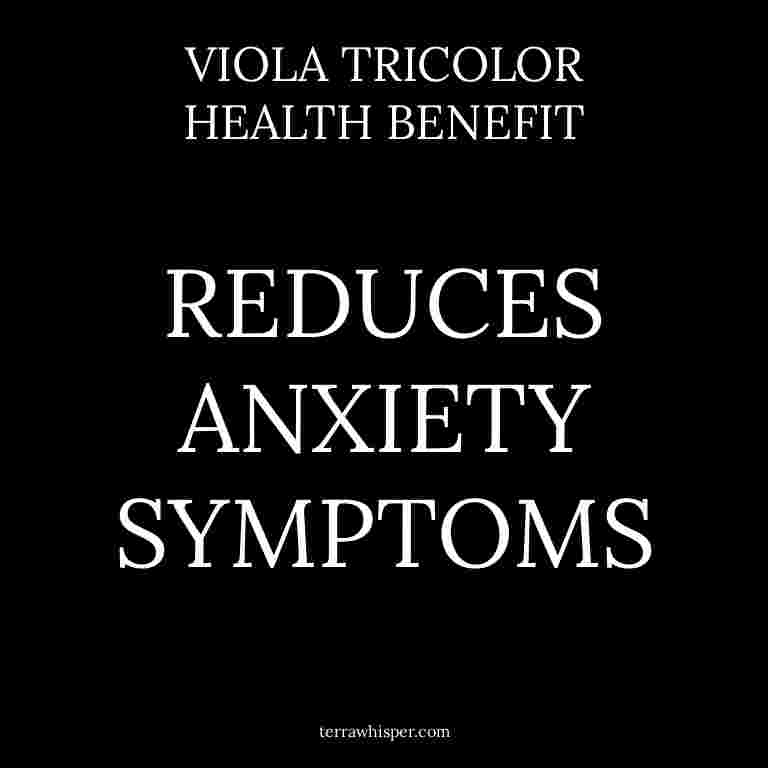 VIOLA TRICOLOR
HEALTH BENEFIT
REDUCES
ANXIETY
SYMPTOMS
terrawhisper.com